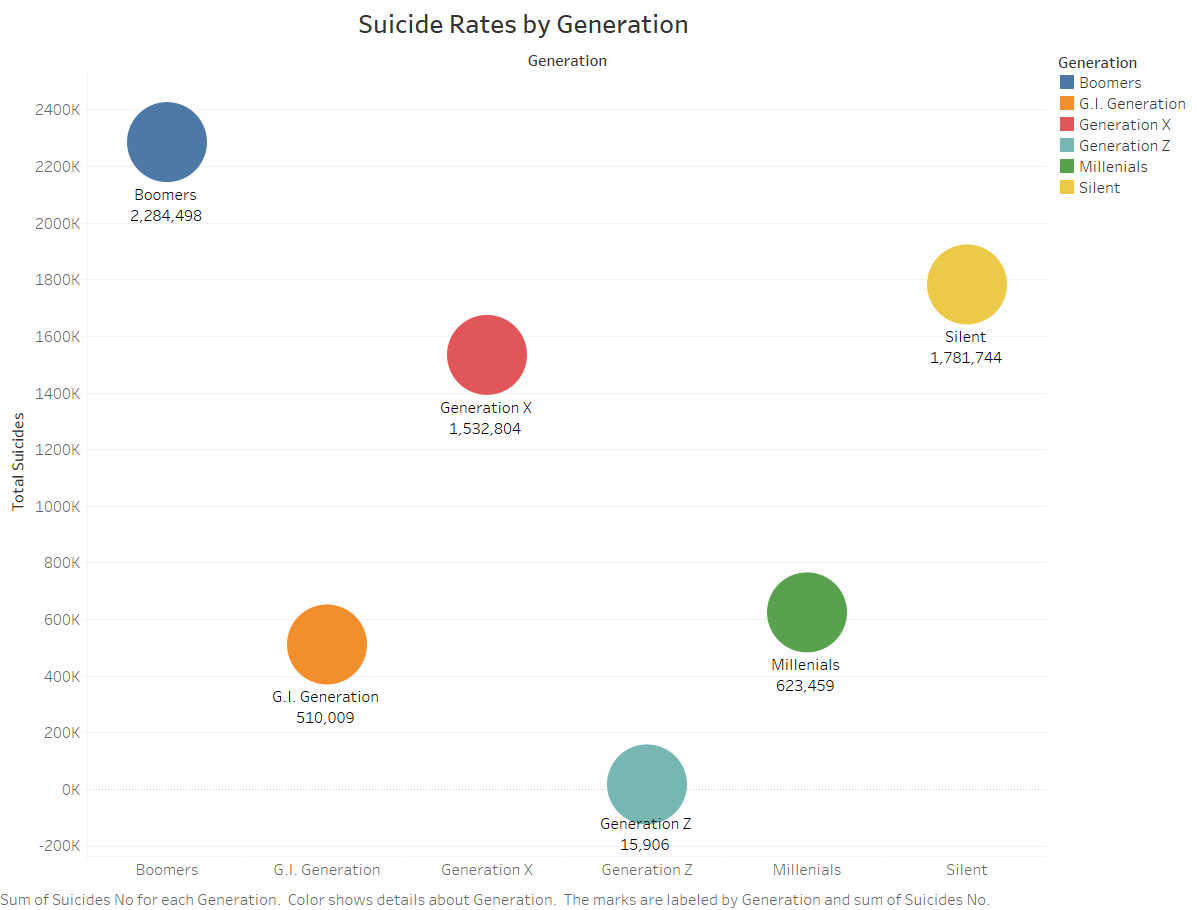 Suicide Rates by Generation
Generation
Generation
Boomers
G.I. Generation
Generation X
Generation Z
Millenials
Silent
Total Suicides
2400K
2200K
2000K
1800K
1600K
1400K
1200K
1000K
800K
600K
400K
200K
0K
-200K
Boomers
2,284,498
Silent
1,781,744
Generation X
1,532,804
Millenials
623,459
G.I. Generation
510,009
Generation Z
15,906
Boomers G.I. Generation Generation X Generation Z Millenials Silent
Sum of Suicides No for each Generation. Color shows details about Generation. The marks are labeled by Generation and sum of Suicides No.